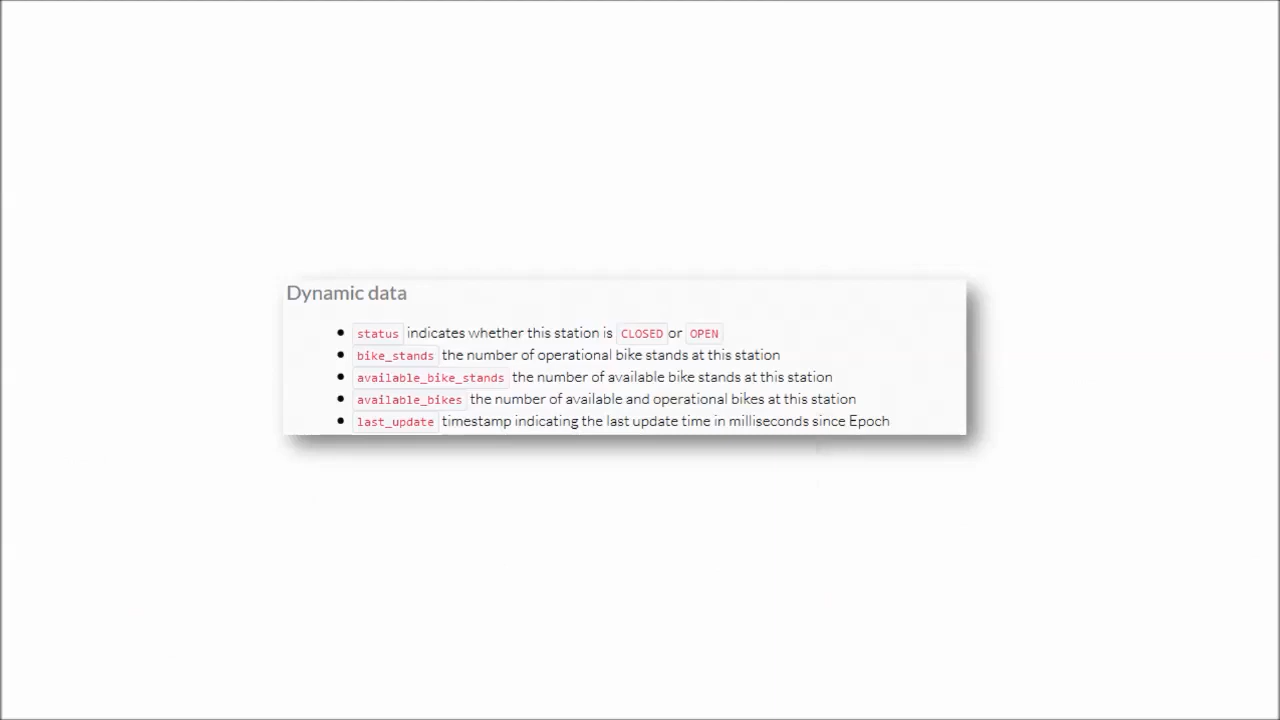 Dynamic data
status indicates whether this station is CLOSED or OPEN
bike_stands the number of operational bike stands at this station
available_bike_stands the number of available bike stands at this station
available_bikes the number of available and operational bikes at this station
last_update timestamp indicating the last update time in milliseconds since Epoch